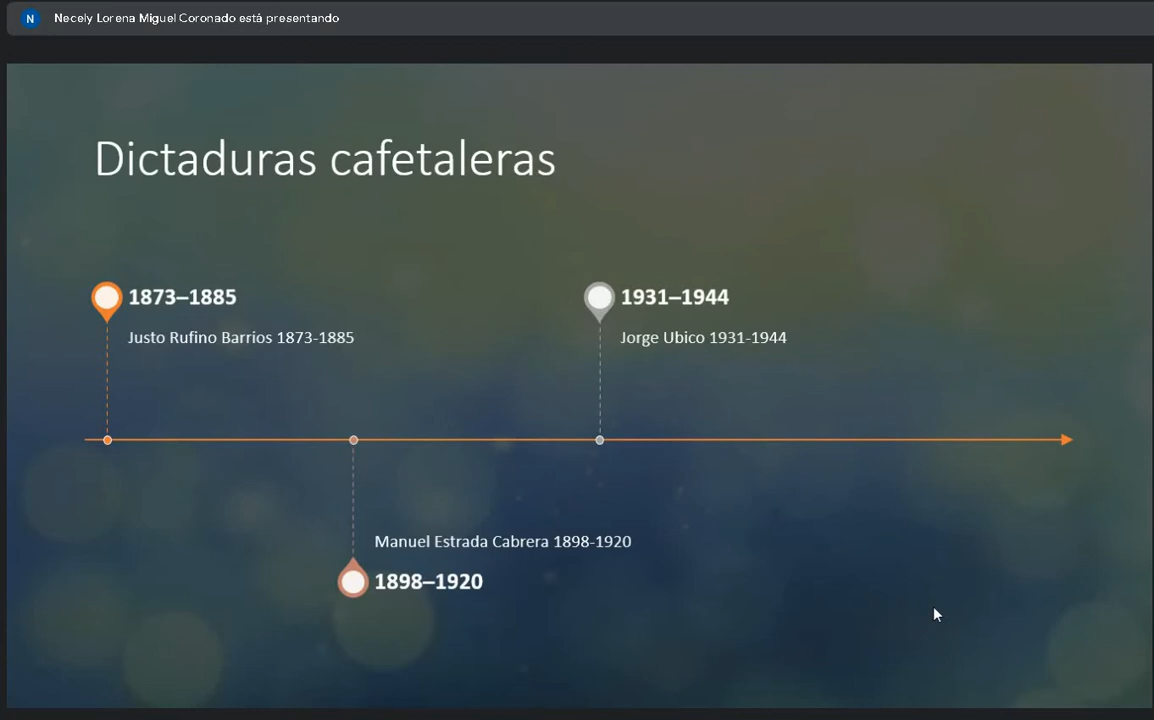 N
Necely Lorena Miguel Coronado está presentando
Dictaduras cafetaleras
1873–1885
Justo Rufino Barrios 1873-1885
1931–1944
Jorge Ubico 1931-1944
Manuel Estrada Cabrera 1898-1920
1898–1920